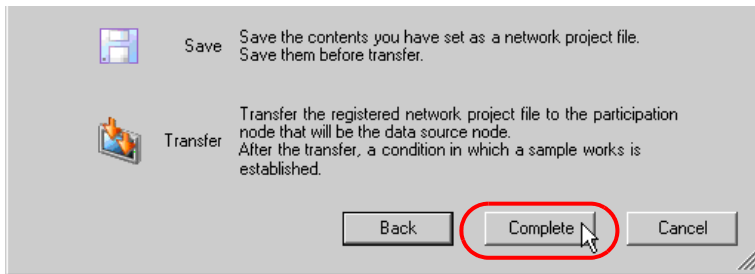 Save
Save the contents you have set as a network project file.
Save them before transfer.
Transfer
Transfer the registered network project file to the participation
node that will be the data source node.
After the transfer, a condition in which a sample works is
established.
Back
Complete
Cancel